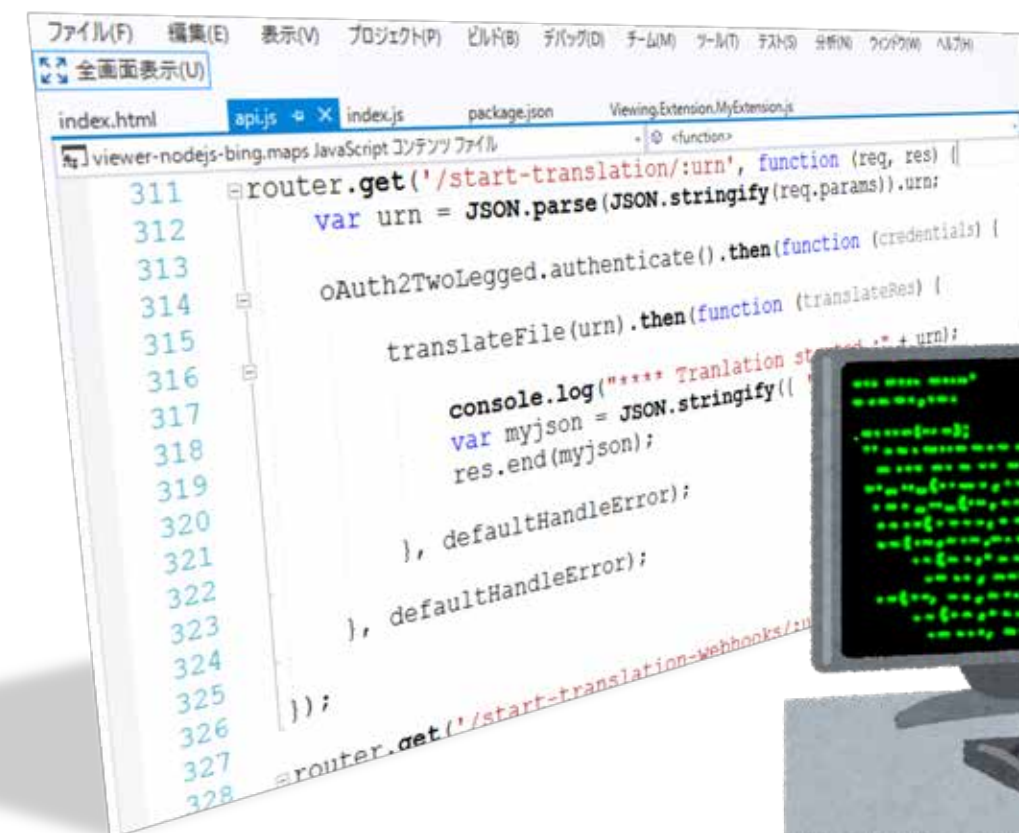 ファイル(F) 編集(E) 表示(V) プロジェクト(P) ビルド(B) デバッグ(D) チーム(M) ツール(T) テスト(S) 分析(N) ウィンドウ(W) ヘルプ(H)
全画面表示(U)
index.html api.js index.js package.json Viewing.Extension.MyExtension.js
viewer-nodejs-bing.maps JavaScript コンテンツ ファイル <function>
311 router.get('/start-translation/:urn', function (req, res) {
312 var urn = JSON.parse(JSON.stringify(req.params)).urn;
313
314 oAuth2TwoLegged.authenticate().then(function (credentials) {
315
316 translateFile(urn).then(function (translateRes) {
317
318 console.log("**** Tranlation started :" + urn);
319 var myjson = JSON.stringify({ '
320 res.end(myjson);
321
322 }, defaultHandleError);
323
324 }, defaultHandleError);
325
326 });
327
328 router.get('/start-translation-webhooks/:u